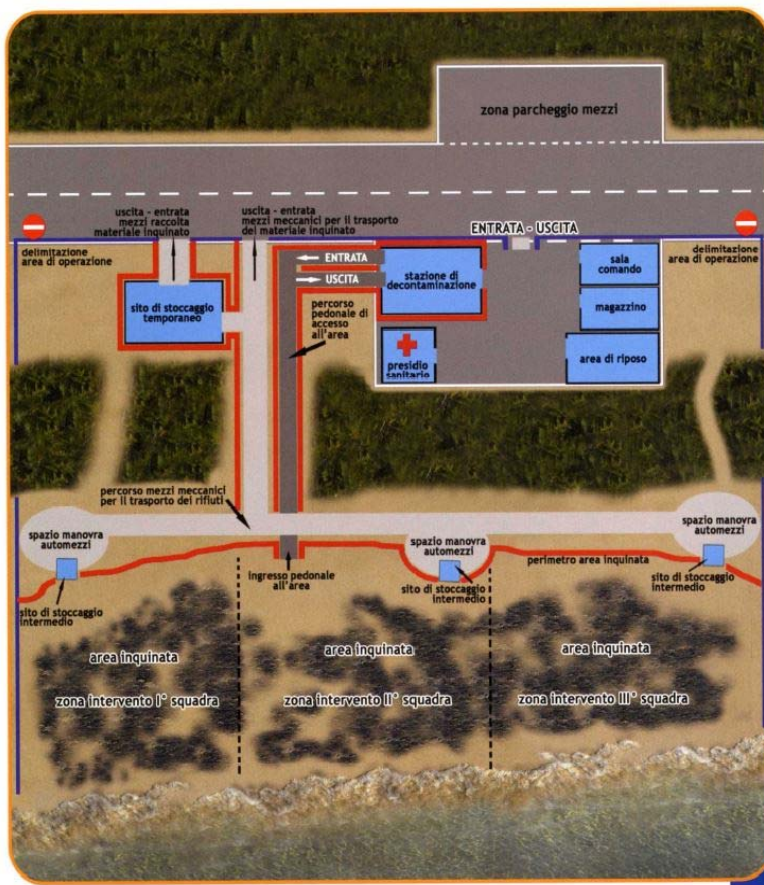 zona parcheggio mezzi
uscita - entrata
mezzi raccolta
materiale inquinato
uscita - entrata
mezzi meccanici per il trasporto
del materiale inquinato
ENTRATA - USCITA
delimitazione
area di operazione
delimitazione
area di operazione
ENTRATA
USCITA
stazione di
decontaminazione
sala
comando
sito di stoccaggio
temporaneo
percorso
pedonale di
accesso
all'area
magazzino
presidio
sanitario
area di riposo
percorso mezzi meccanici
per il trasporto dei rifiuti
spazio manovra
automezzi
spazio manovra
automezzi
spazio manovra
automezzi
ingresso pedonale
all'area
perimetro area inquinata
sito di stoccaggio
intermedio
sito di stoccaggio
intermedio
sito di stoccaggio
intermedio
area inquinata
area inquinata
area inquinata
zona intervento I° squadra
zona intervento II° squadra
zona intervento III° squadra